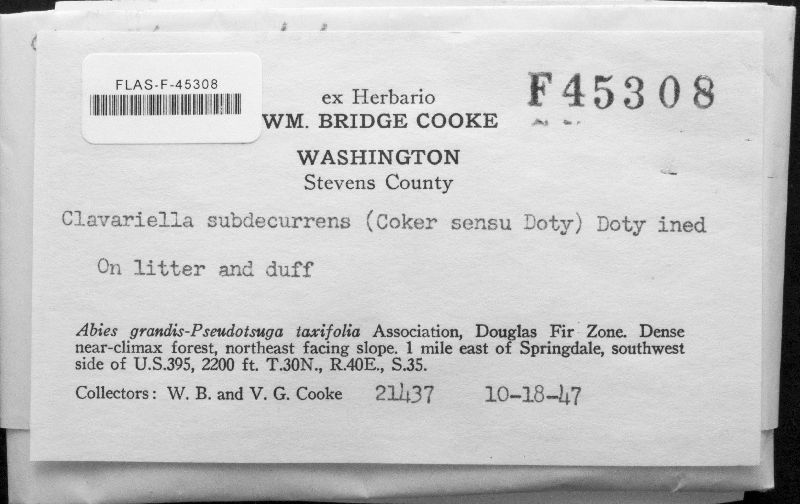 FLAS-F-45308
F45308
ex Herbario
WM. BRIDGE COOKE
WASHINGTON
Stevens County
Clavariella subdecurrens (Coker sensu Doty) Doty ined
On litter and duff
Abies grandis-Pseudotsuga taxifolia Association, Douglas Fir Zone. Dense
near-climax forest, northeast facing slope. 1 mile east of Springdale, southwest
side of U.S.395, 2200 ft. T.30N., R.40E., S.35.
Collectors: W. B. and V. G. Cooke 21437 10-18-47